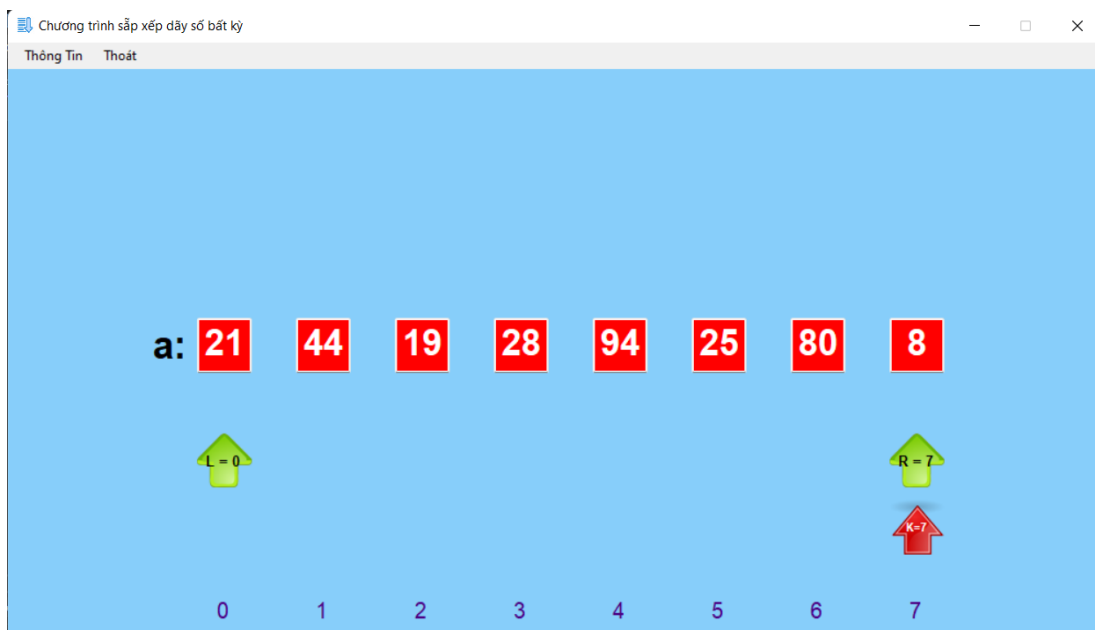 Chương trình sắp xếp dãy số bất kỳ
Thông Tin Thoát
a: 21 44 19 28 94 25 80 8
L = 0 R = 7
K=7
0 1 2 3 4 5 6 7